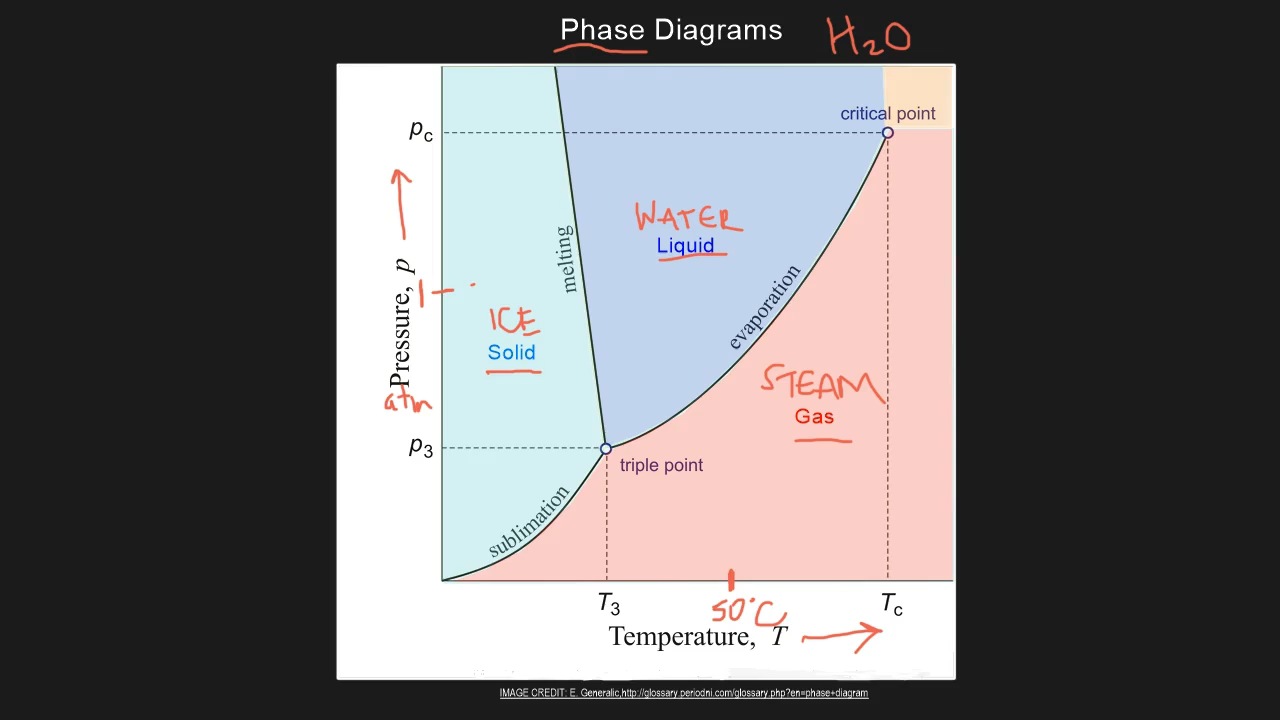 Phase Diagrams
H₂O
critical point
pc
WATER
Liquid
melting
evaporation
Pressure, p
1
ICE
Solid
STEAM
Gas
atm
p3
triple point
sublimation
T3
50°C
Tc
Temperature, T
IMAGE CREDIT: E. Generalic,http://glossary.periodni.com/glossary.php?en=phase+diagram